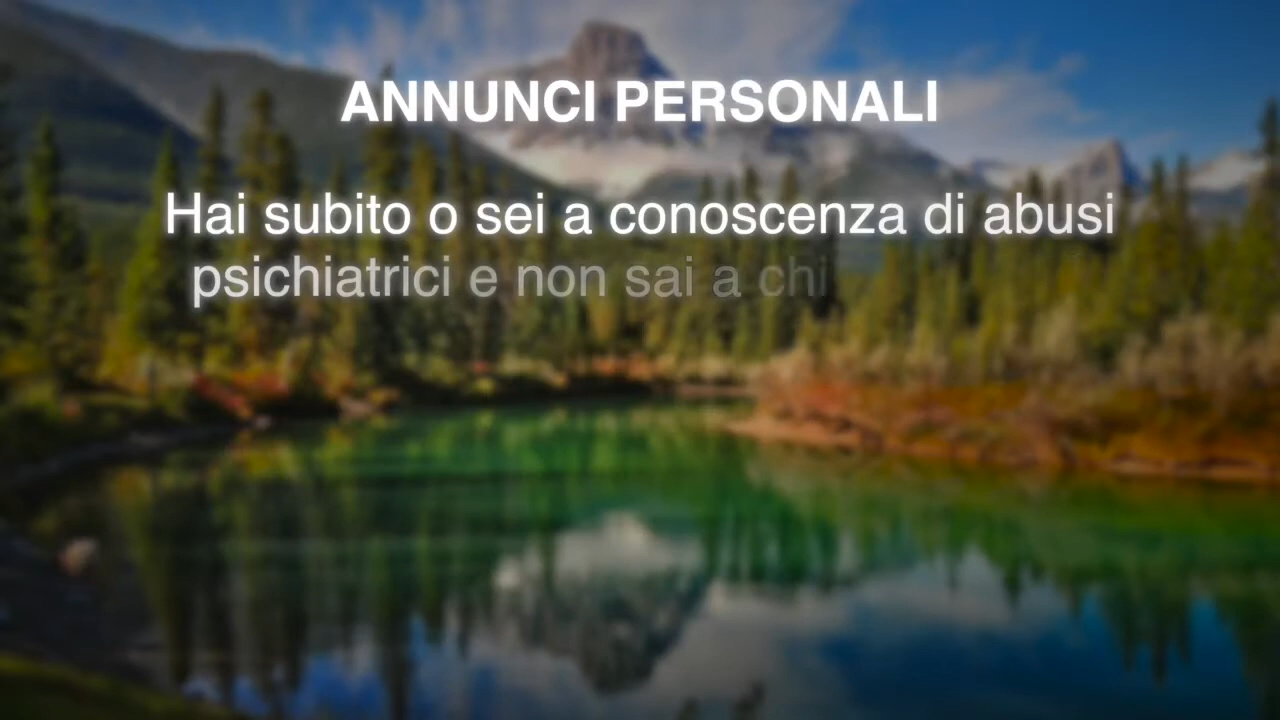 ANNUNCI PERSONALI
Hai subito o sei a conoscenza di abusi
psichiatrici e non sai a chi